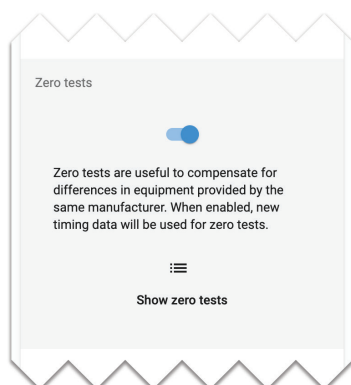 Zero tests
Zero tests are useful to compensate for
differences in equipment provided by the
same manufacturer. When enabled, new
timing data will be used for zero tests.
Show zero tests